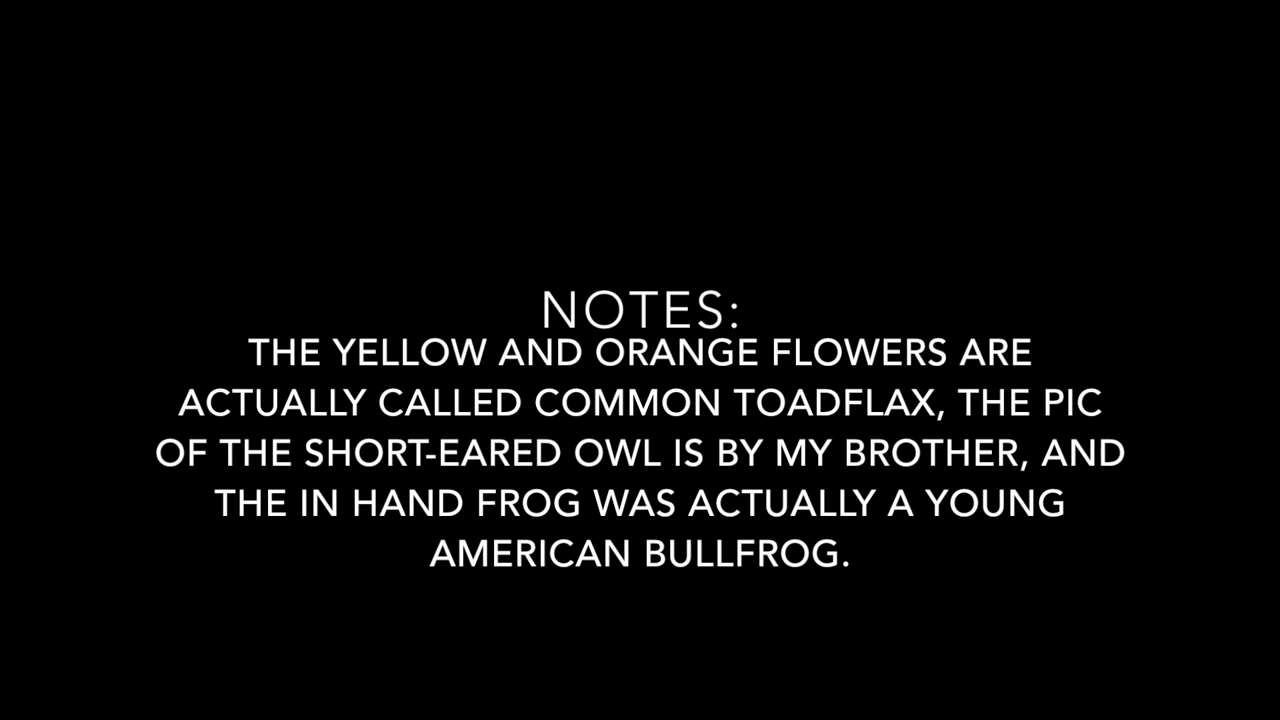 NOTES:
THE YELLOW AND ORANGE FLOWERS ARE
ACTUALLY CALLED COMMON TOADFLAX, THE PIC
OF THE SHORT-EARED OWL IS BY MY BROTHER, AND
THE IN HAND FROG WAS ACTUALLY A YOUNG
AMERICAN BULLFROG.